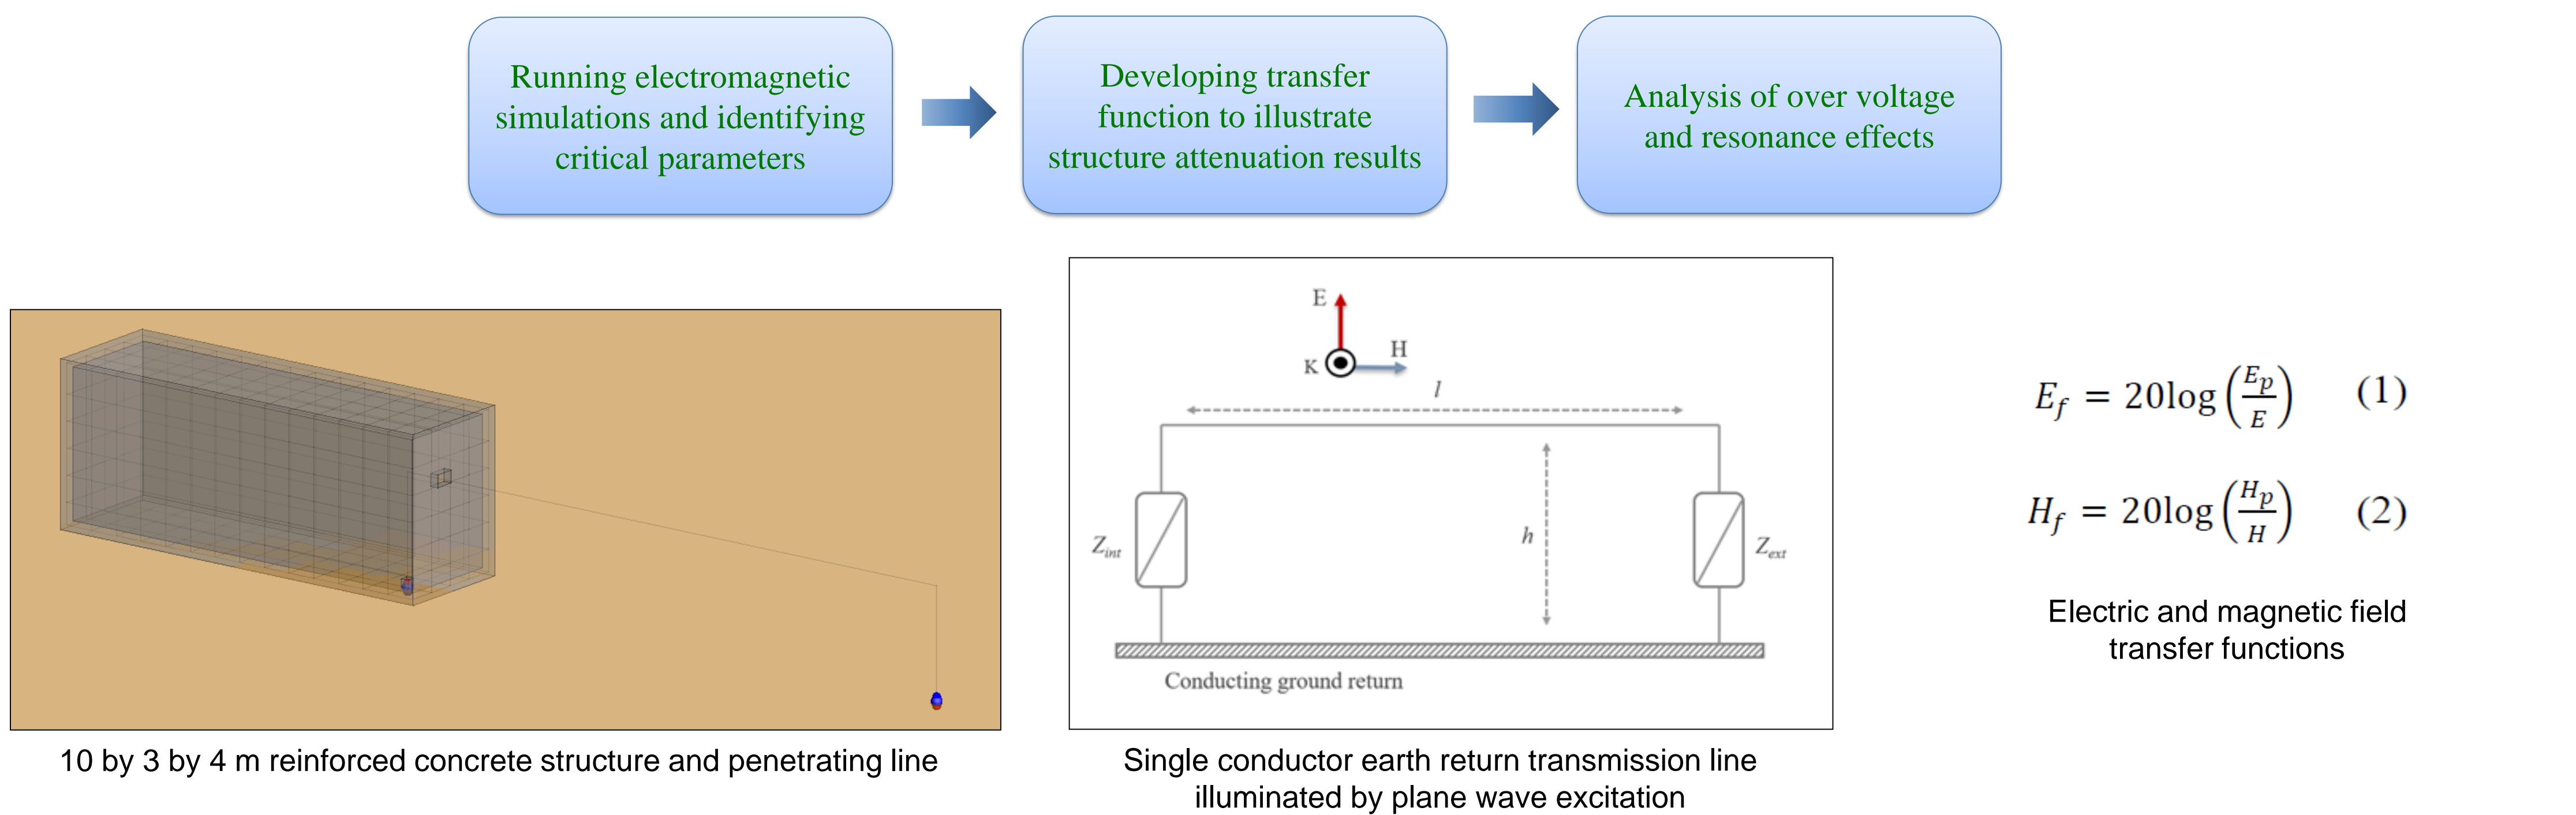 Running electromagnetic
simulations and identifying
critical parameters
Developing transfer
function to illustrate
structure attenuation results
Analysis of over voltage
and resonance effects
10 by 3 by 4 m reinforced concrete structure and penetrating line
E
H
K
l
h
Z_int
Z_ext
Conducting ground return
Single conductor earth return transmission line
illuminated by plane wave excitation
E_f = 20log(E_p/E) (1)
H_f = 20log(H_p/H) (2)
Electric and magnetic field
transfer functions